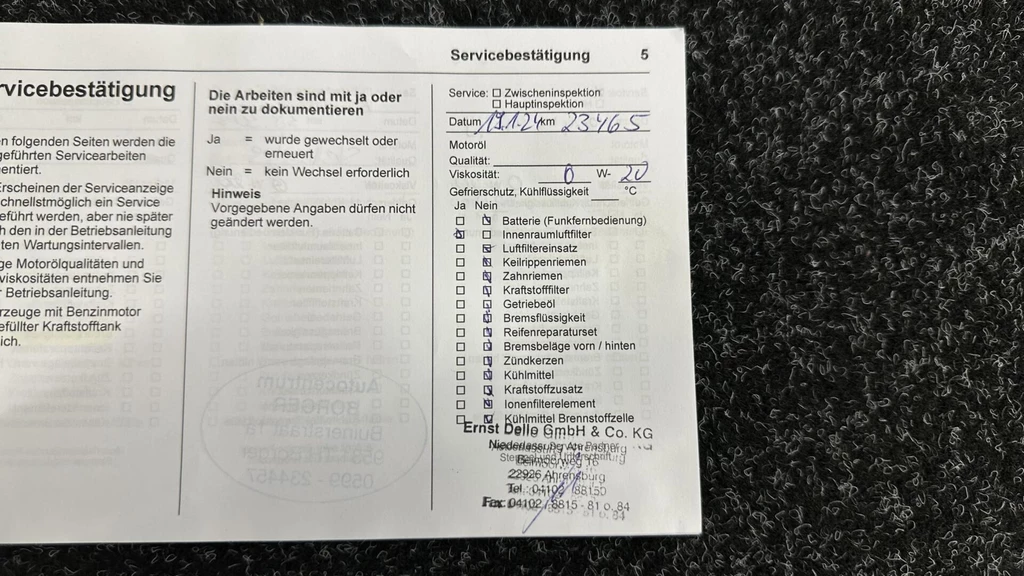 Servicebestätigung 5
rvicebestätigung
n folgenden Seiten werden die
geführten Servicearbeiten
entiert.
Erscheinen der Serviceanzeige
chnellstmöglich ein Service
eführt werden, aber nie später
h den in der Betriebsanleitung
ten Wartungsintervallen.
ge Motorölqualitäten und
viskositäten entnehmen Sie
r Betriebsanleitung.
rzeuge mit Benzinmotor
efüllter Kraftstofftank
ich.
Die Arbeiten sind mit ja oder
nein zu dokumentieren
Ja = wurde gewechselt oder
erneuert
Nein = kein Wechsel erforderlich
Hinweis
Vorgegebene Angaben dürfen nicht
geändert werden.
Service: Zwischeninspektion
Hauptinspektion
Datum 19.1.24 km 23465
Motoröl
Qualität:
Viskosität: 0 W- 20
Gefrierschutz, Kühlflüssigkeit °C
Ja Nein
Batterie (Funkfernbedienung)
Innenraumluftfilter
Luftfiltereinsatz
Keilrippenriemen
Zahnriemen
Kraftstofffilter
Getriebeöl
Bremsflüssigkeit
Reifenreparaturset
Bremsbeläge vorn / hinten
Zündkerzen
Kühlmittel
Kraftstoffzusatz
Ionenfilterelement
Kühlmittel Brennstoffzelle
Ernst Dello GmbH & Co. KG
Niederlassung Ahrensburg
Stempel und Unterschrift
22926 Ahrensburg
Tel. 04102 / 88150
Fax 04102 / 8815 - 81 o. 84